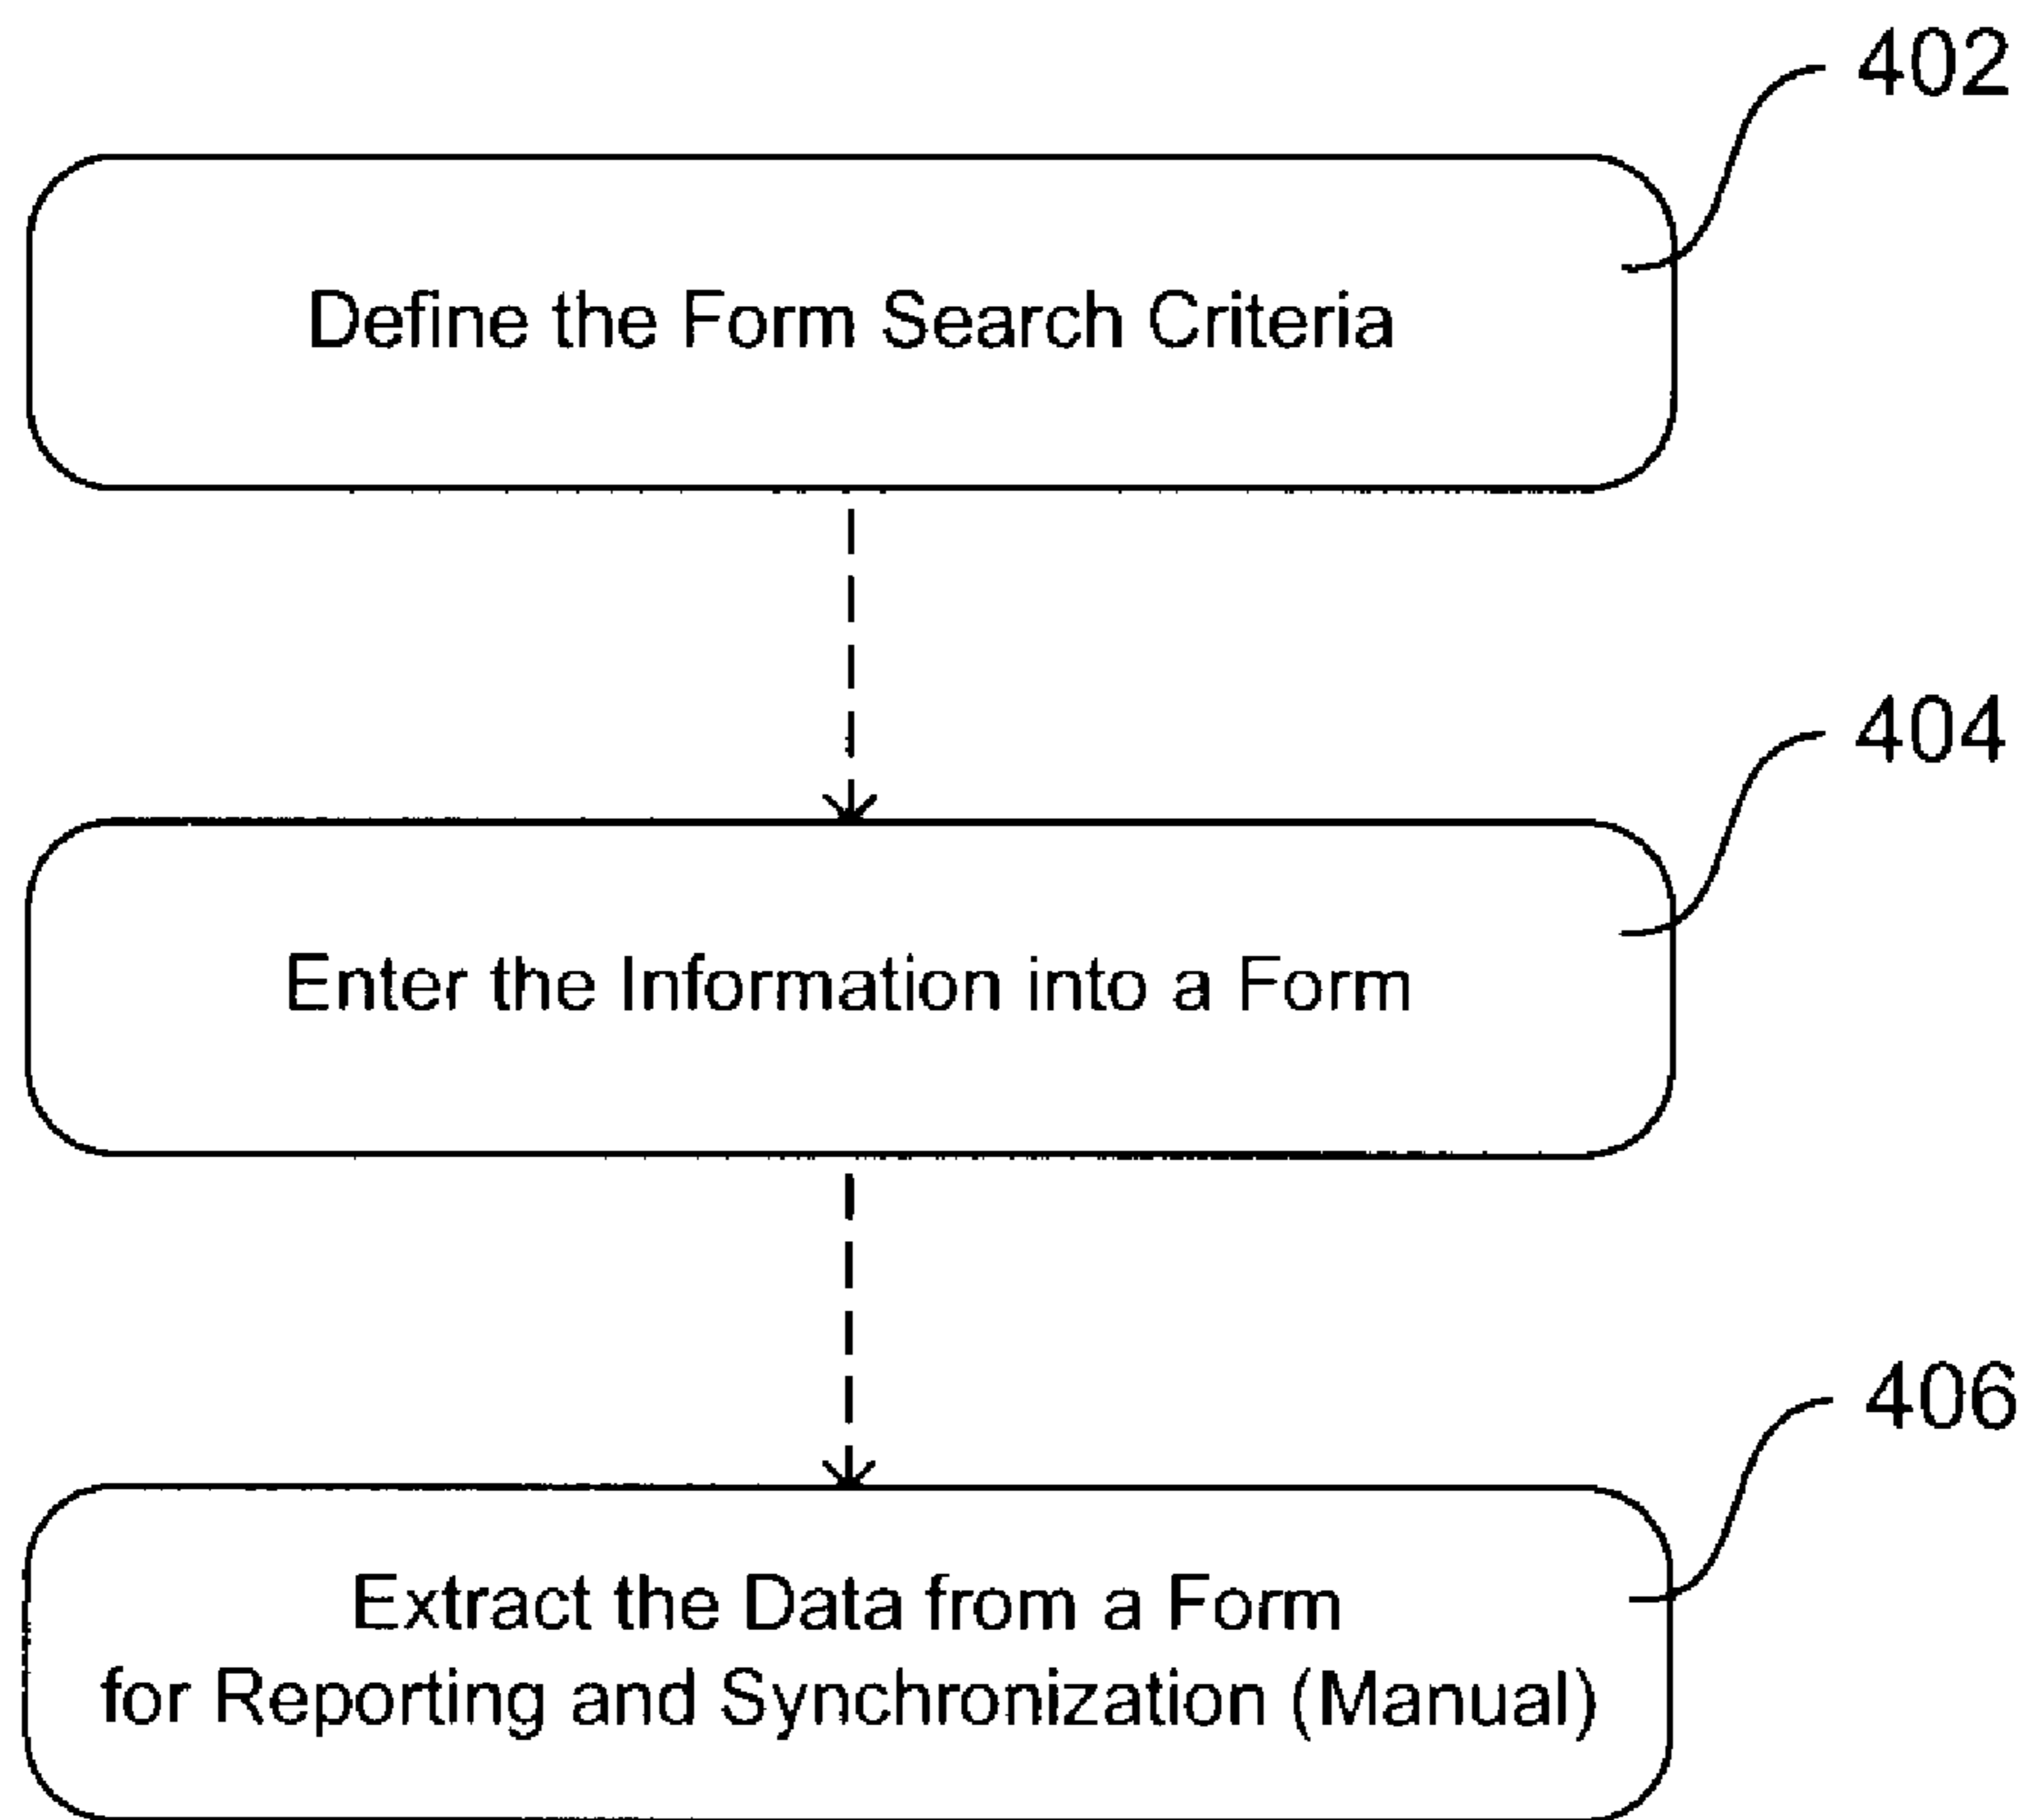 402
Define the Form Search Criteria
404
Enter the Information into a Form
406
Extract the Data from a Form
for Reporting and Synchronization (Manual)